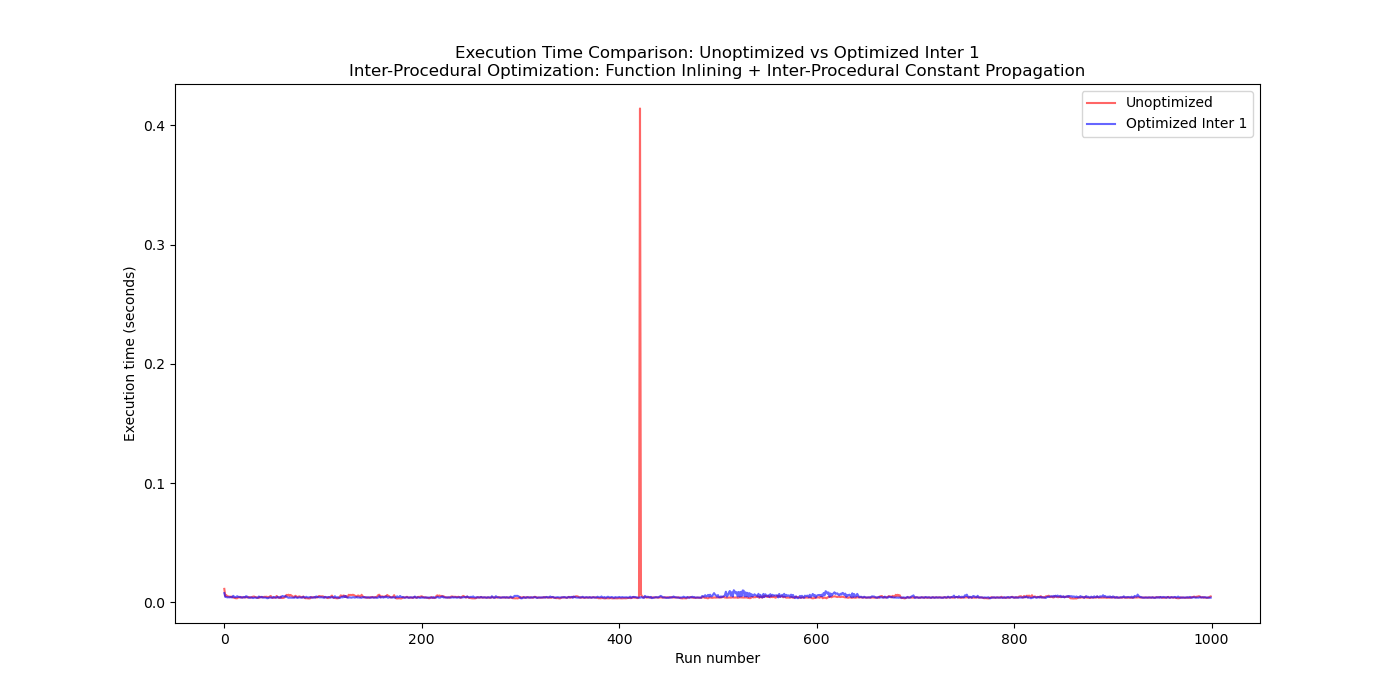 Execution Time Comparison: Unoptimized vs Optimized Inter 1
Inter-Procedural Optimization: Function Inlining + Inter-Procedural Constant Propagation
Unoptimized
Optimized Inter 1
Execution time (seconds)
0.4
0.3
0.2
0.1
0.0
0
200
400
600
800
1000
Run number